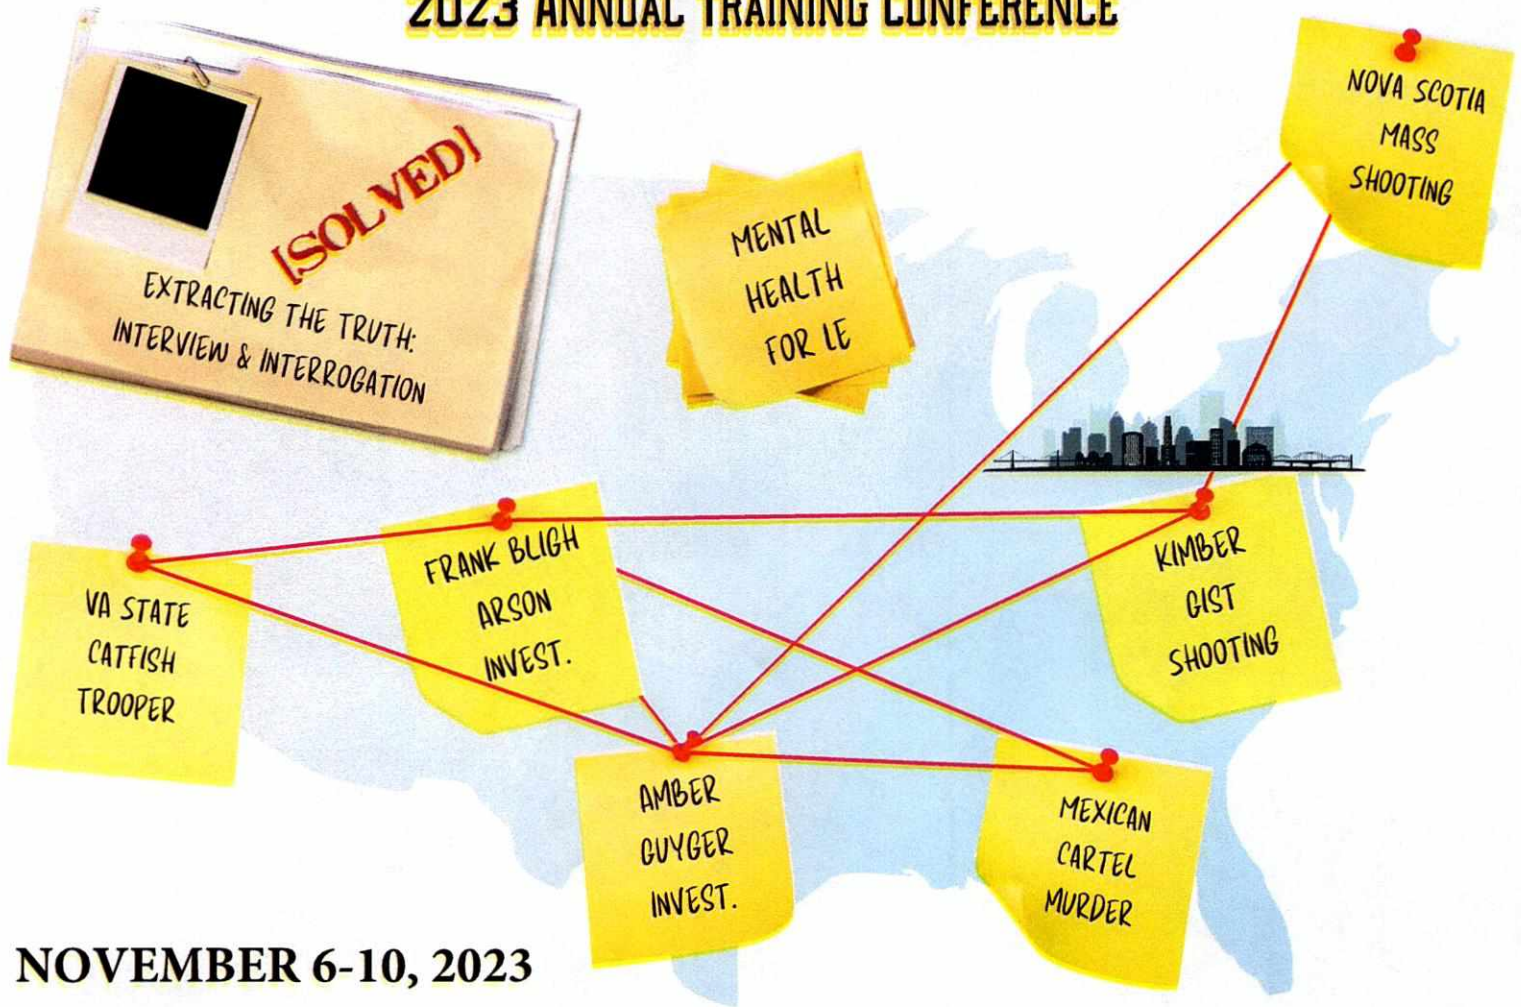 2023 ANNUAL TRAINING CONFERENCE
[SOLVED]
EXTRACTING THE TRUTH:
INTERVIEW & INTERROGATION
MENTAL
HEALTH
FOR LE
NOVA SCOTIA
MASS
SHOOTING
VA STATE
CATFISH
TROOPER
FRANK BLIGH
ARSON
INVEST.
KIMBER
GIST
SHOOTING
AMBER
GUYGER
INVEST.
MEXICAN
CARTEL
MURDER
NOVEMBER 6-10, 2023